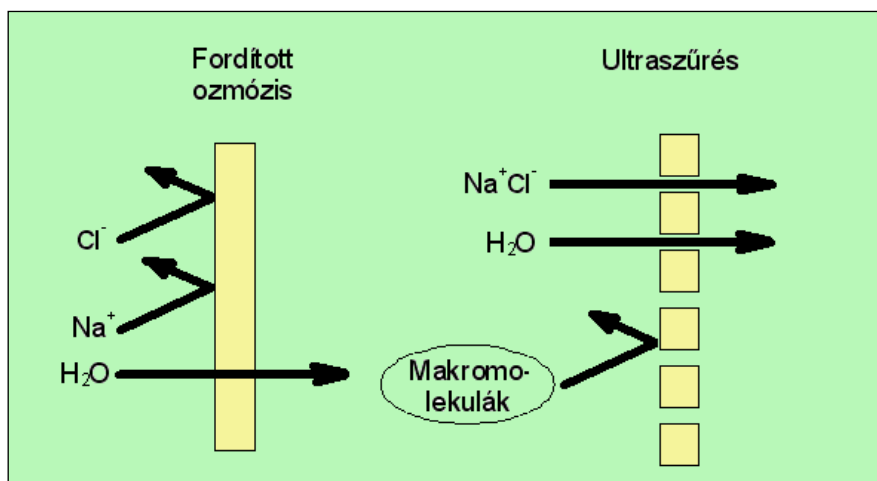 Fordított
ozmózis
Cl⁻
Na⁺
H₂O
Ultraszűrés
Na⁺Cl⁻
H₂O
Makromo-
lekulák